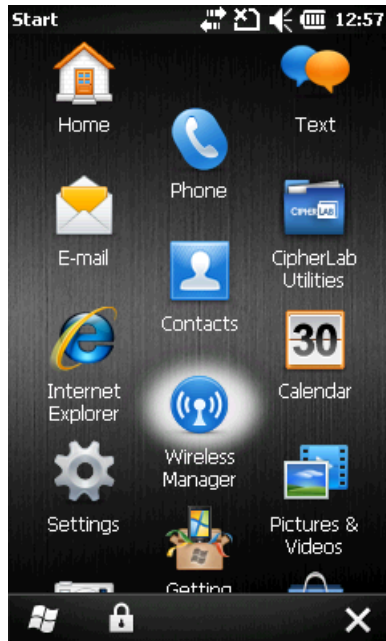 Start 12:57
Home
Text
Phone
E-mail
CIPHERLAB
CipherLab
Utilities
Contacts
30
Internet
Explorer
Calendar
Wireless
Manager
Settings
Pictures &
Videos
Getting